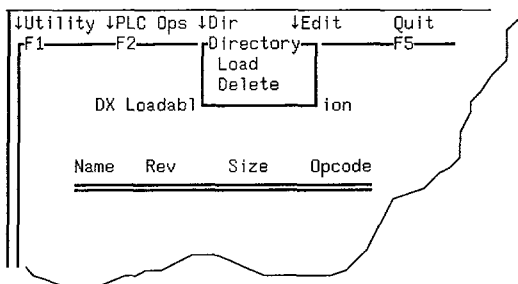 ↓Utility ↓PLC Ops ↓Dir ↓Edit Quit
F1 F2 Directory F5
Load
Delete
DX Loadabl ion
Name Rev Size Opcode